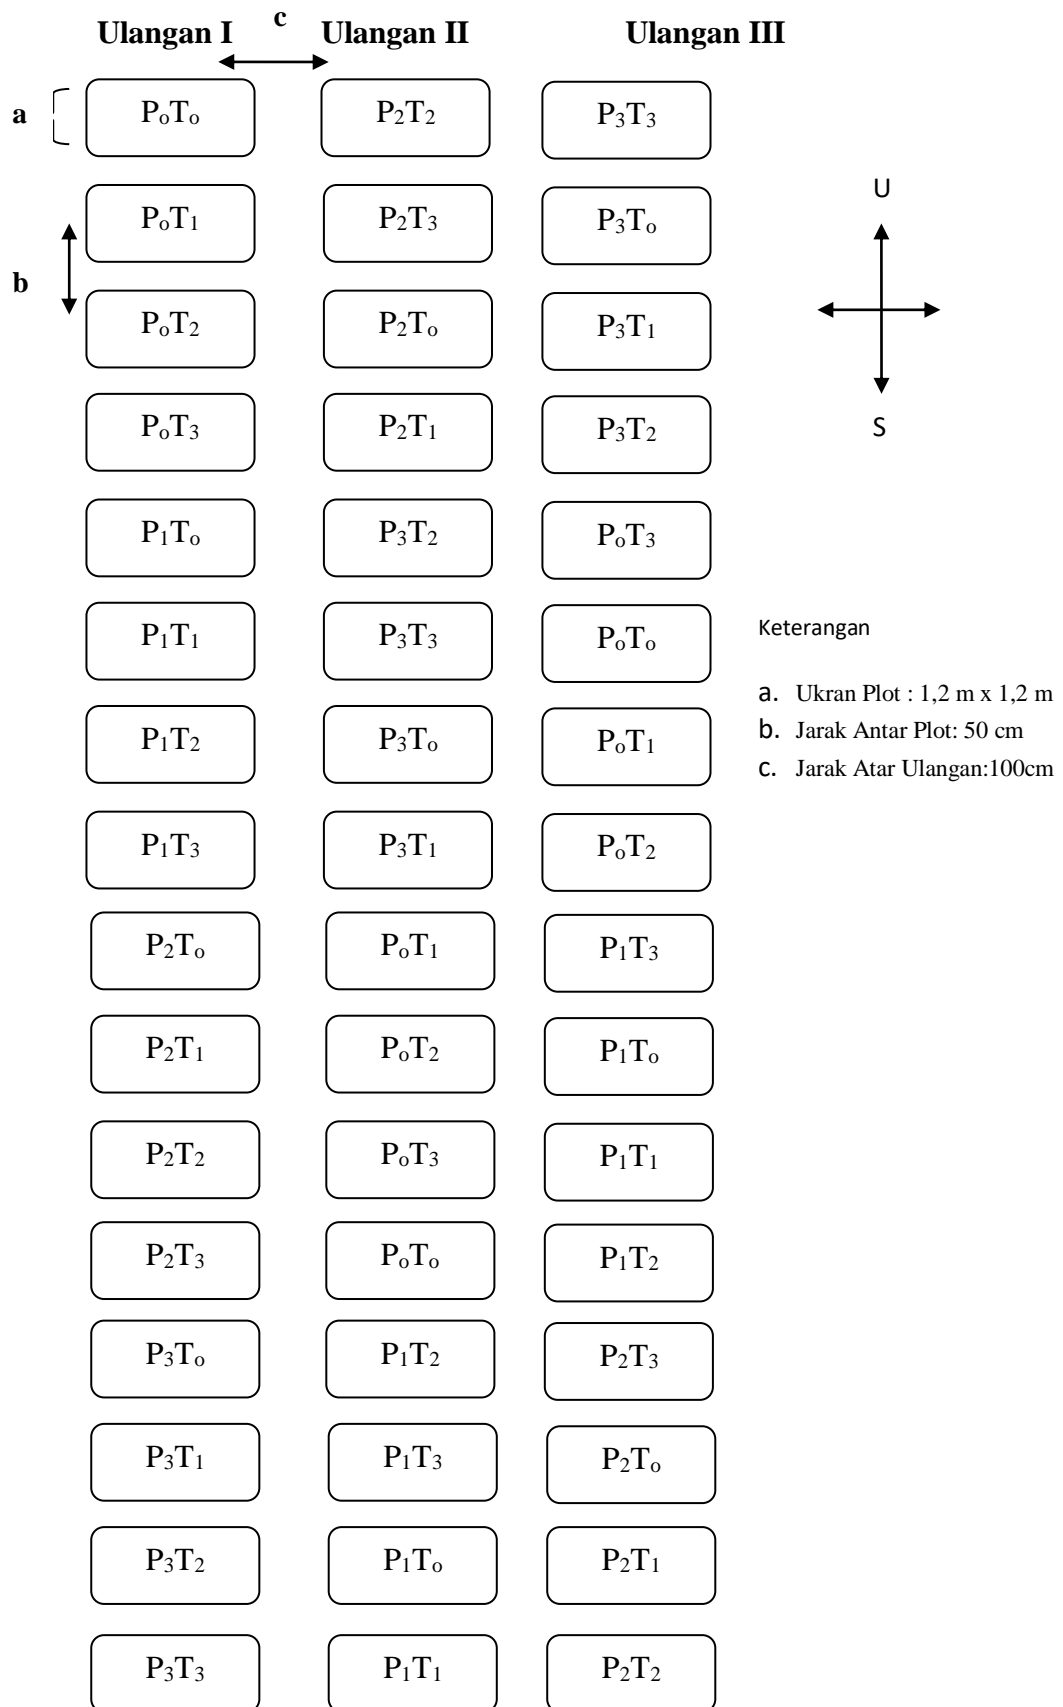 c
Ulangan I Ulangan II Ulangan III
a
PₒTₒ P₂T₂ P₃T₃
U
PₒT₁ P₂T₃ P₃Tₒ
b
PₒT₂ P₂Tₒ P₃T₁
PₒT₃ P₂T₁ P₃T₂
S
P₁Tₒ P₃T₂ PₒT₃
P₁T₁ P₃T₃ PₒTₒ
Keterangan
a. Ukran Plot : 1,2 m x 1,2 m
b. Jarak Antar Plot: 50 cm
c. Jarak Atar Ulangan:100cm
P₁T₂ P₃Tₒ PₒT₁
P₁T₃ P₃T₁ PₒT₂
P₂Tₒ PₒT₁ P₁T₃
P₂T₁ PₒT₂ P₁Tₒ
P₂T₂ PₒT₃ P₁T₁
P₂T₃ PₒTₒ P₁T₂
P₃Tₒ P₁T₂ P₂T₃
P₃T₁ P₁T₃ P₂Tₒ
P₃T₂ P₁Tₒ P₂T₁
P₃T₃ P₁T₁ P₂T₂